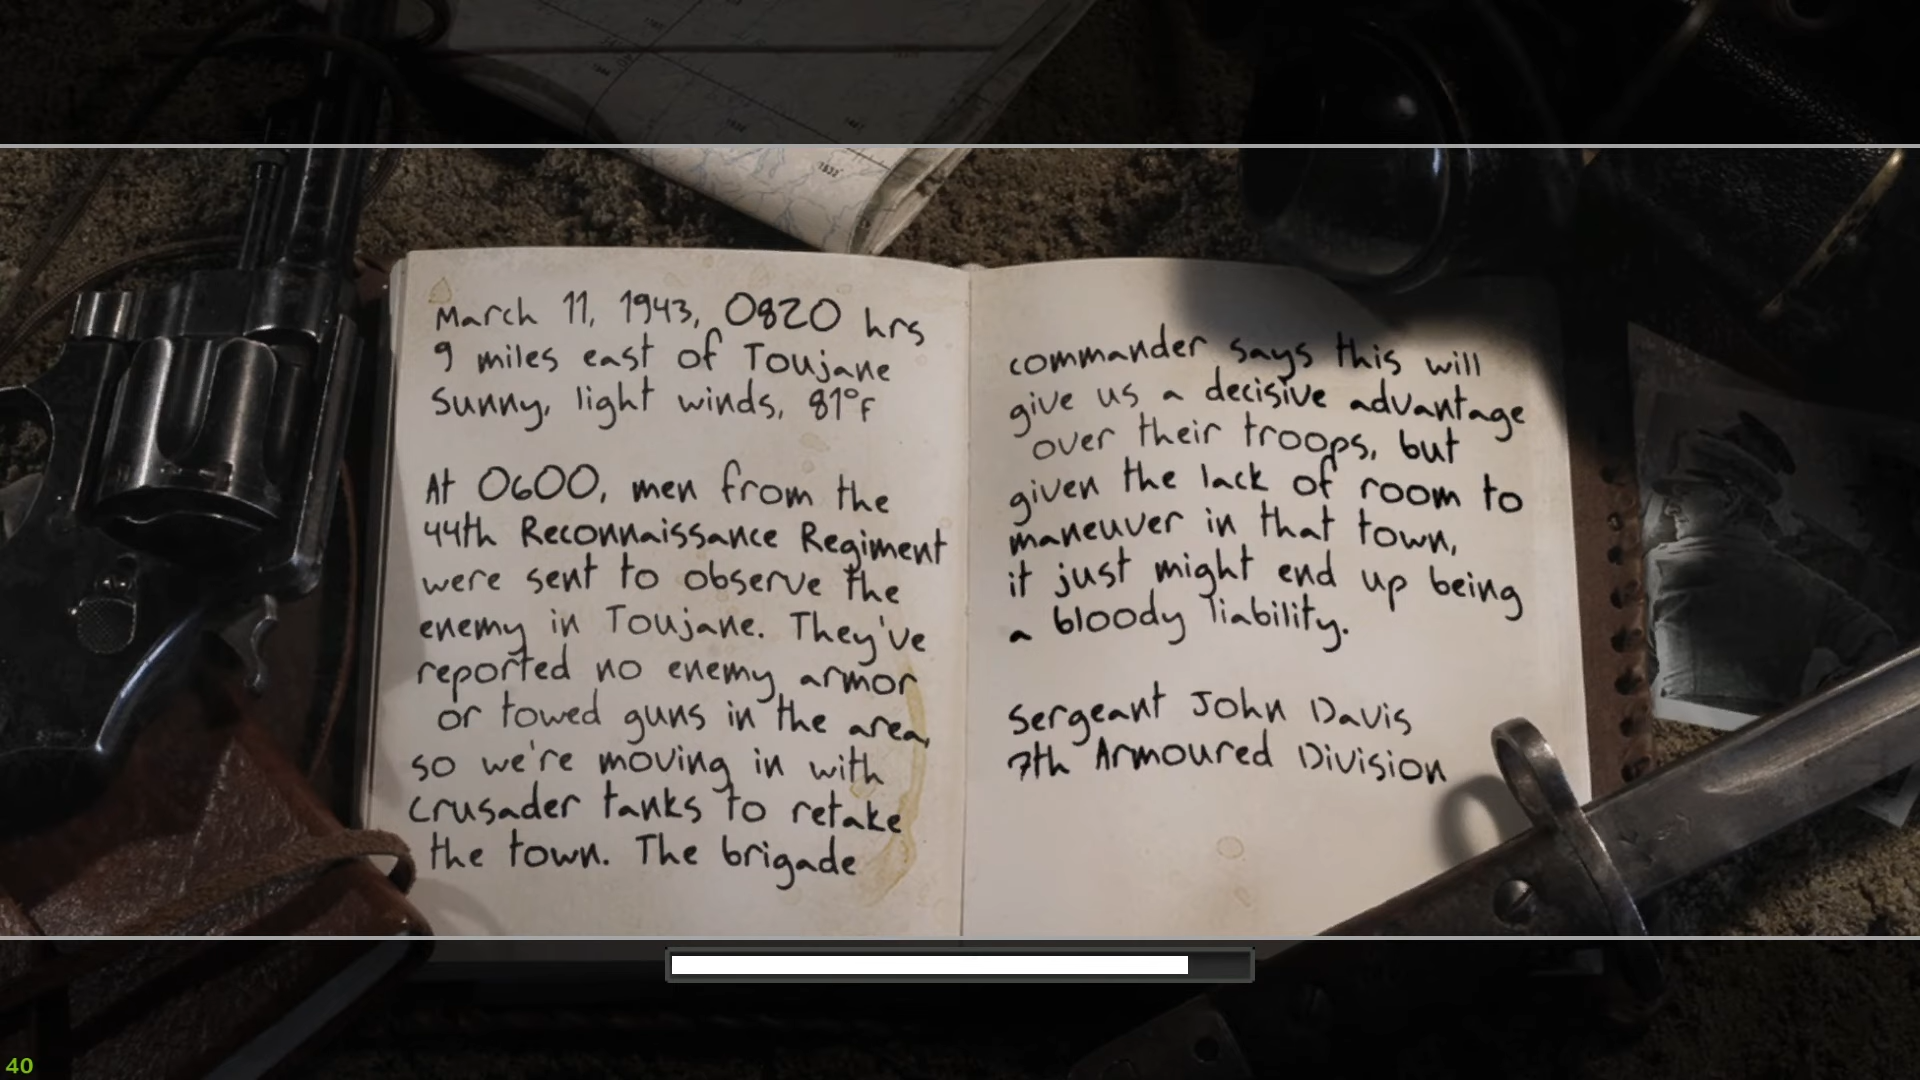 March 11, 1943, 0820 hrs
9 miles east of Toujane
Sunny, light winds, 81°F
At 0600, men from the
44th Reconnaissance Regiment
were sent to observe the
enemy in Toujane. They've
reported no enemy armor
or towed guns in the area,
so we're moving in with
Crusader tanks to retake
the town. The brigade
commander says this will
give us a decisive advantage
over their troops, but
given the lack of room to
maneuver in that town,
it just might end up being
a bloody liability.
Sergeant John Davis
7th Armoured Division
40